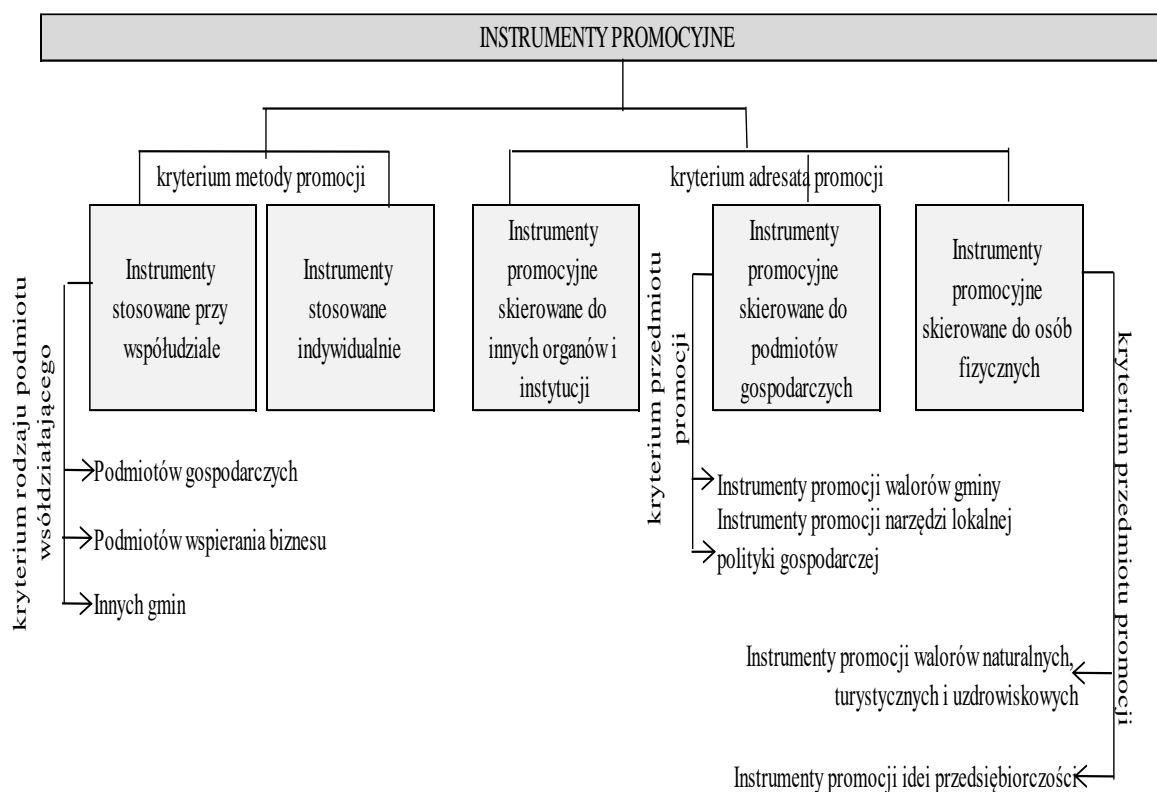 INSTRUMENTY PROMOCYJNE
kryterium metody promocji
kryterium adresata promocji
Instrumenty
stosowane przy
współudziale
Instrumenty
stosowane
indywidualnie
Instrumenty
promocyjne
skierowane do
innych organów i
instytucji
Instrumenty
promocyjne
skierowane do
podmiotów
gospodarczych
Instrumenty
promocyjne
skierowane do osób
fizycznych
kryterium rodzaju podmiotu
wsółdziałającego
Podmiotów gospodarczych
Podmiotów wspierania biznesu
Innych gmin
kryterium przedmiotu
promocji
Instrumenty promocji walorów gminy
Instrumenty promocji narzędzi lokalnej
polityki gospodarczej
kryterium przedmiotu promocji
Instrumenty promocji walorów naturalnych,
turystycznych i uzdrowiskowych
Instrumenty promocji idei przedsiębiorczości